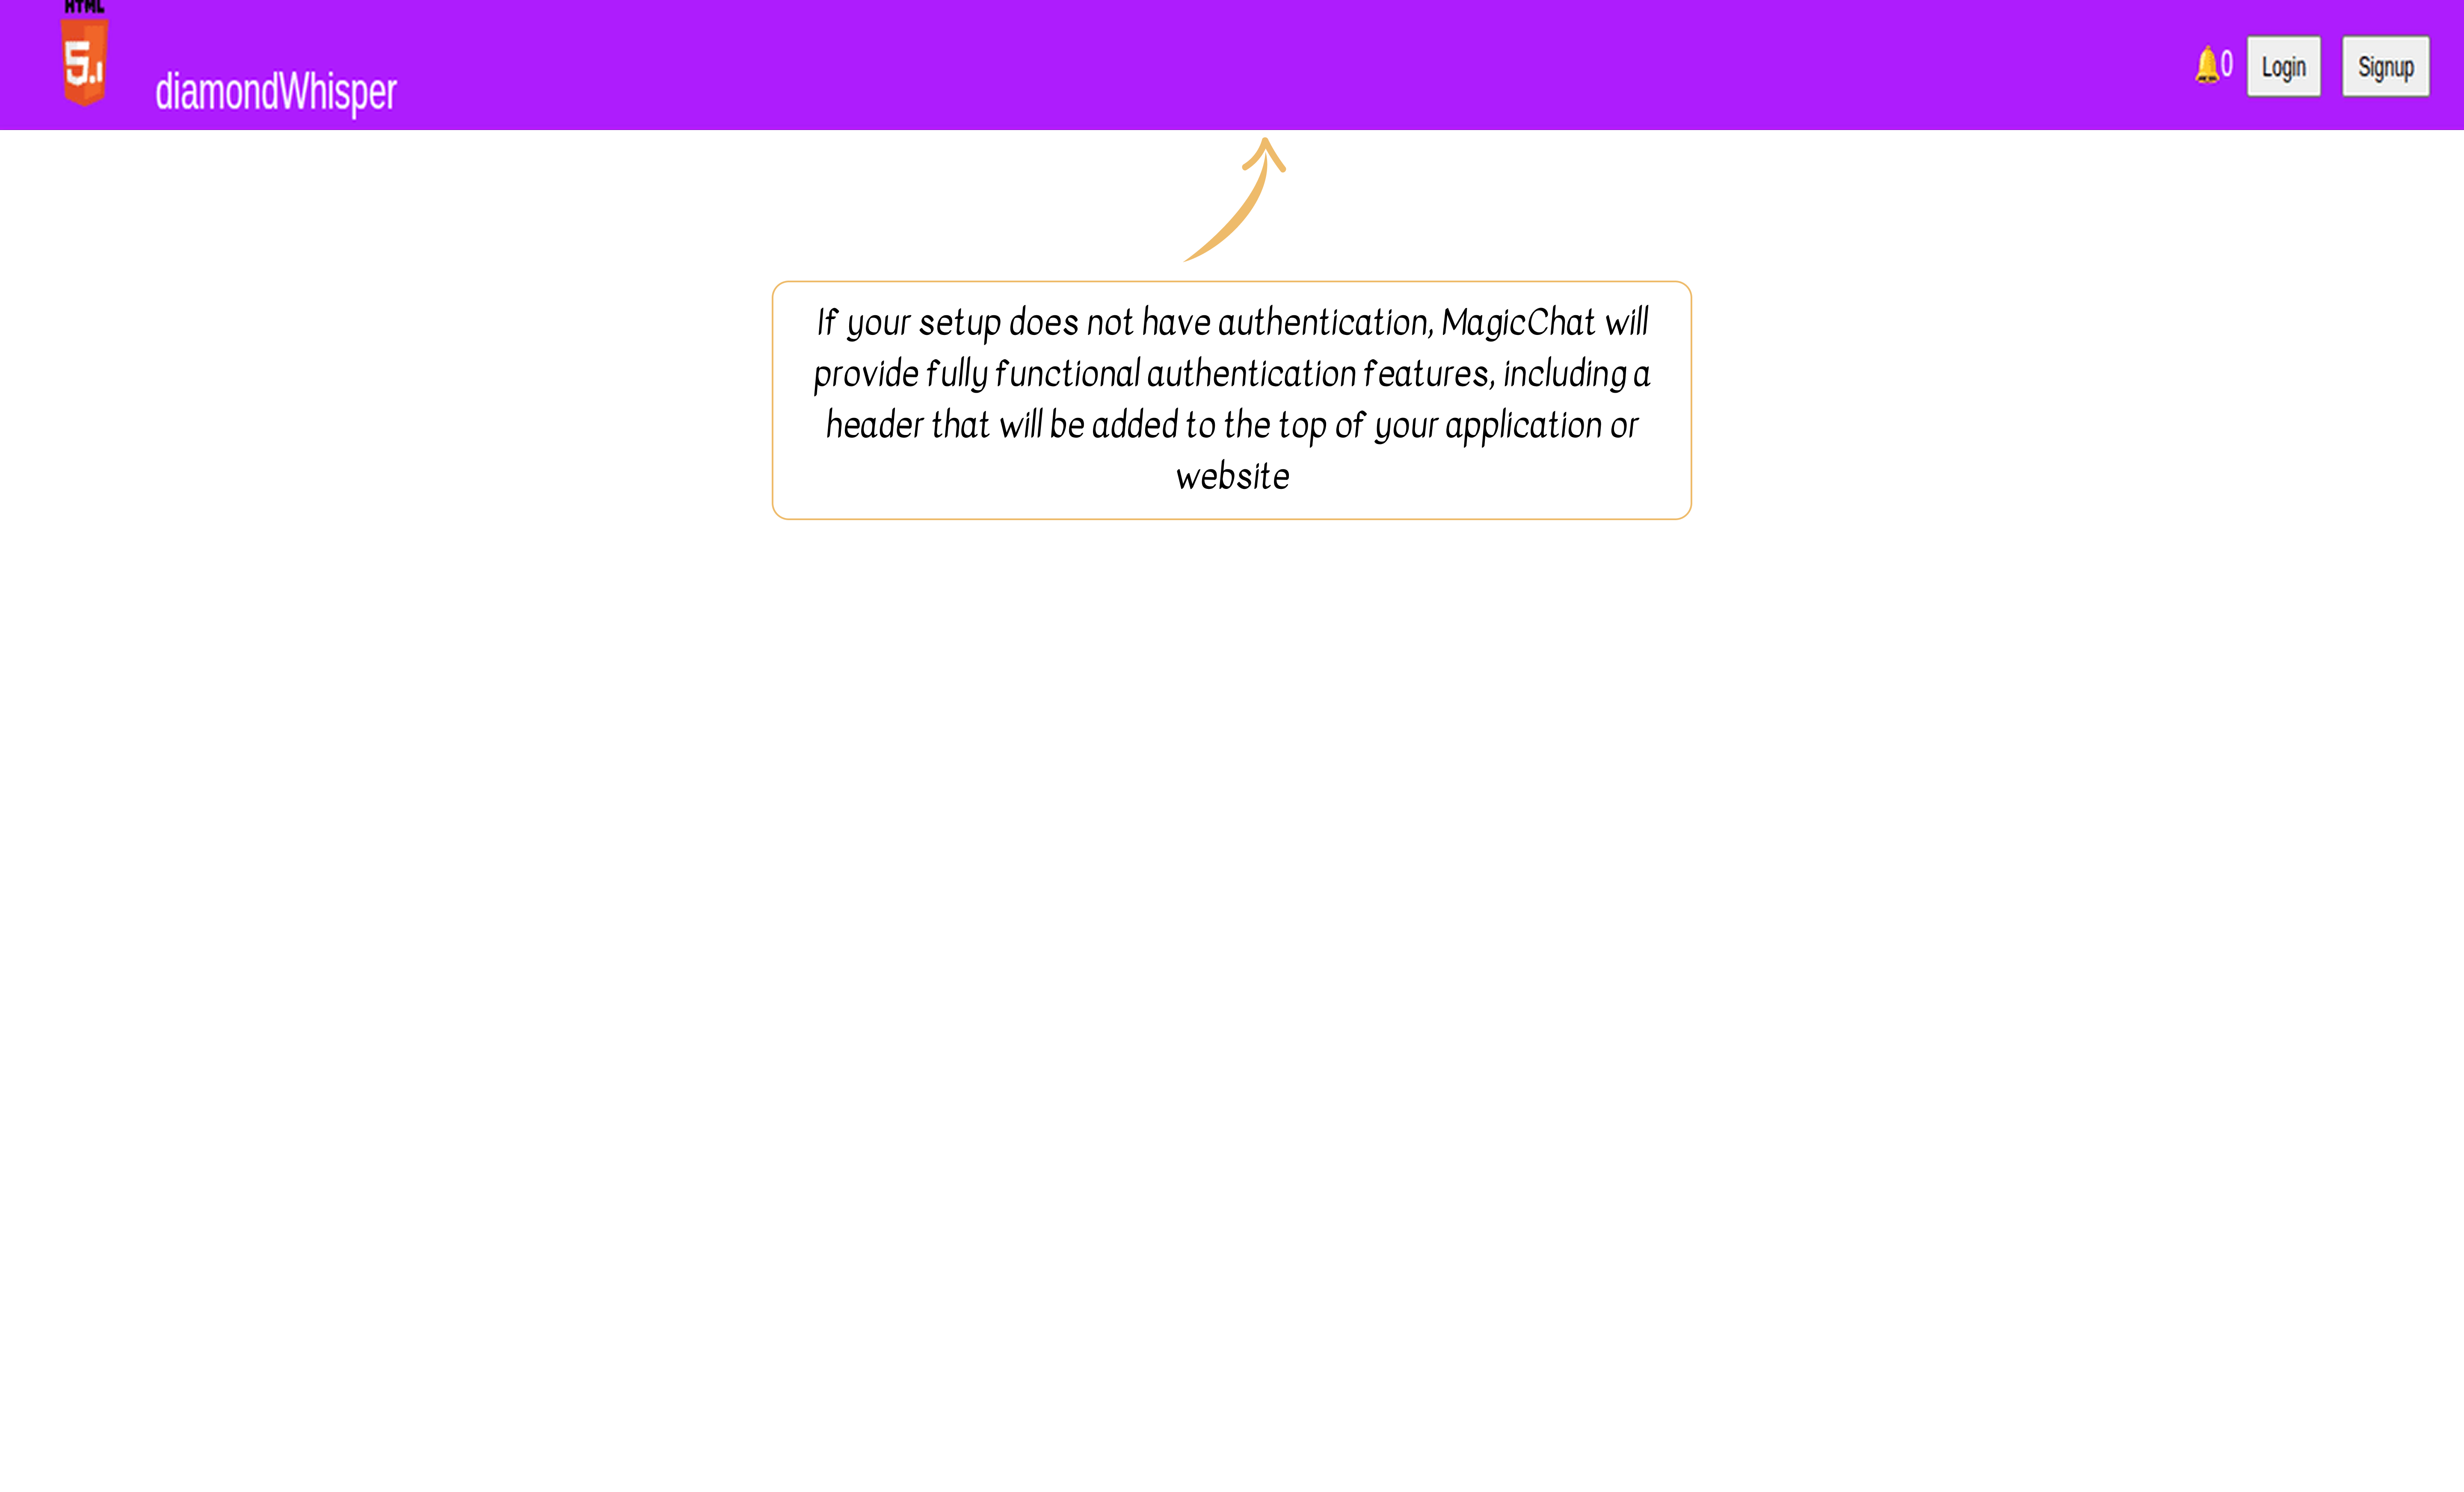 HTML
5.1
diamondWhisper
🔔0
Login
Signup
If your setup does not have authentication, MagicChat will
provide fully functional authentication features, including a
header that will be added to the top of your application or
website